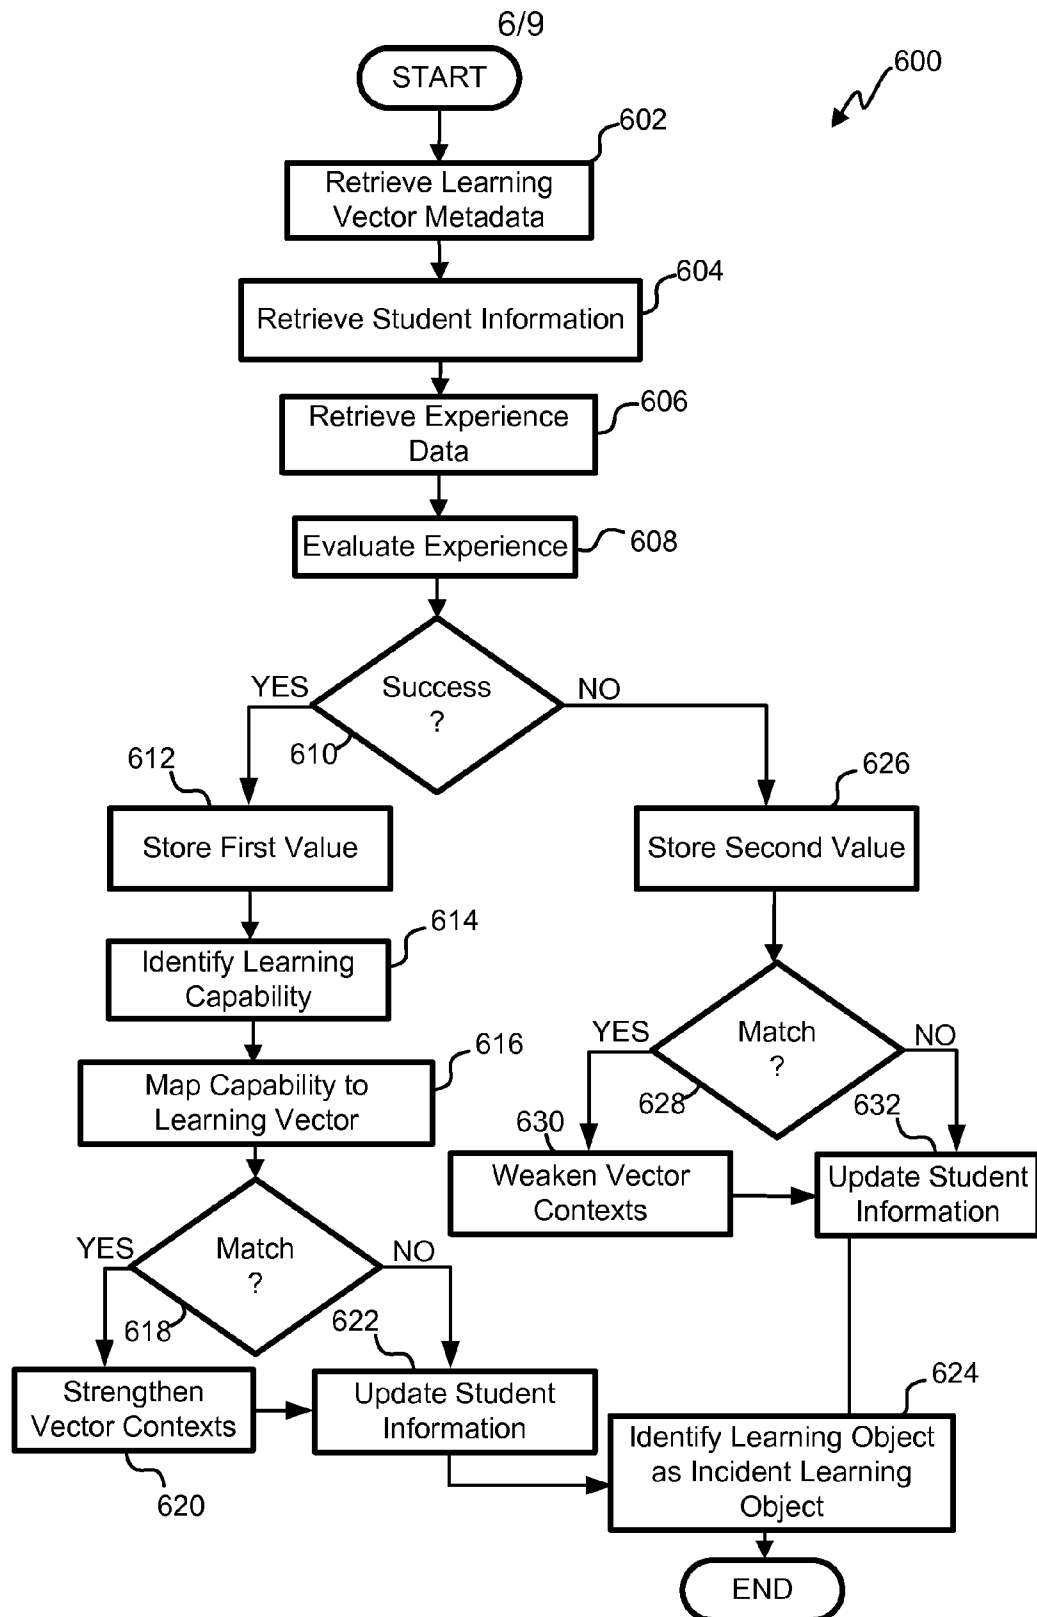 6/9
START
600
602
Retrieve Learning
Vector Metadata
604
Retrieve Student Information
606
Retrieve Experience
Data
608
Evaluate Experience
Success
?
YES
NO
610
612
626
Store First Value
Store Second Value
614
Identify Learning
Capability
YES
Match
?
NO
628
616
Map Capability to
Learning Vector
630
632
Weaken Vector
Contexts
Update Student
Information
YES
Match
?
NO
618
622
Strengthen
Vector Contexts
620
Update Student
Information
624
Identify Learning Object
as Incident Learning
Object
END